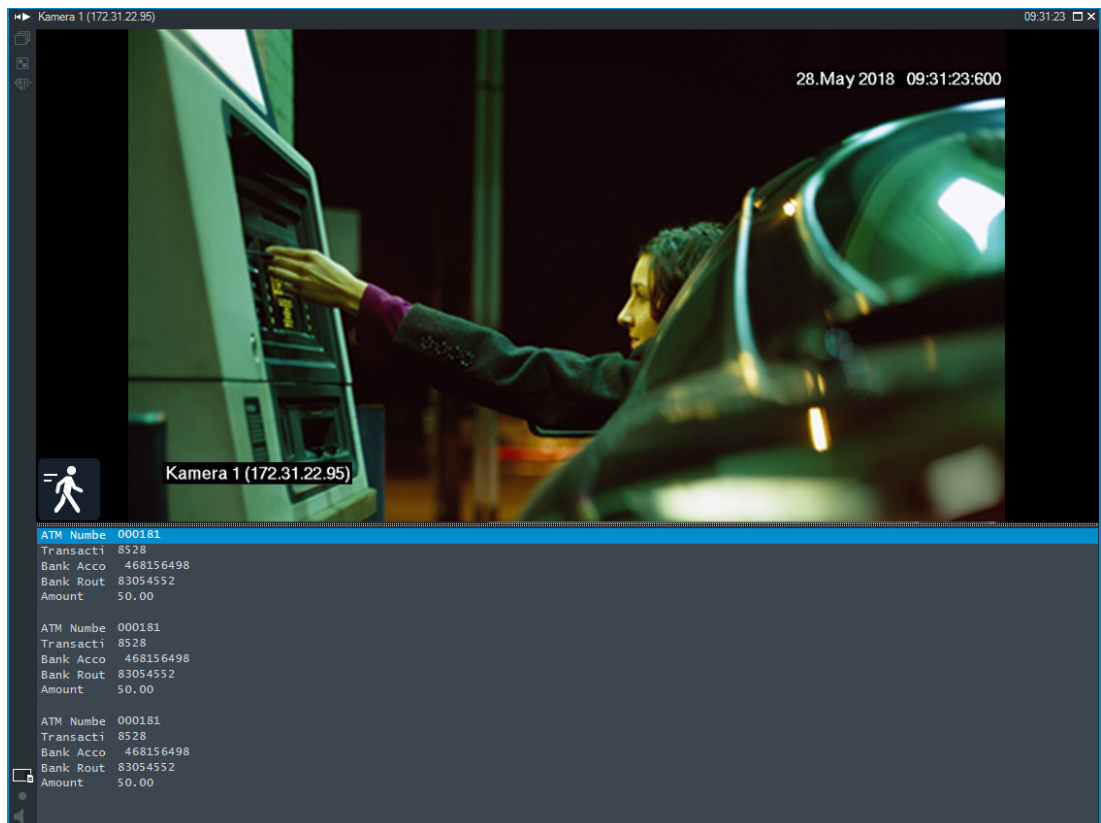 Kamera 1 (172.31.22.95) 09:31:23
28.May 2018 09:31:23:600
Kamera 1 (172.31.22.95)
ATM Numbe 000181
Transacti 8528
Bank Acco 468156498
Bank Rout 83054552
Amount 50.00
ATM Numbe 000181
Transacti 8528
Bank Acco 468156498
Bank Rout 83054552
Amount 50.00
ATM Numbe 000181
Transacti 8528
Bank Acco 468156498
Bank Rout 83054552
Amount 50.00